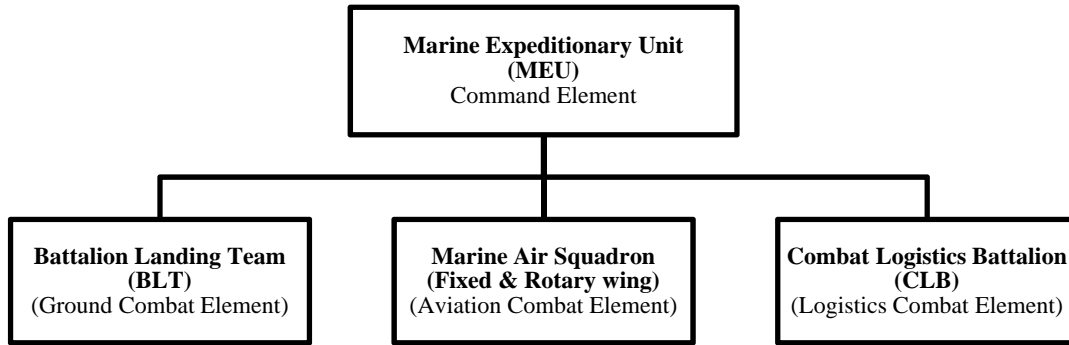 Marine Expeditionary Unit
(MEU)
Command Element
Battalion Landing Team
(BLT)
(Ground Combat Element)
Marine Air Squadron
(Fixed & Rotary wing)
(Aviation Combat Element)
Combat Logistics Battalion
(CLB)
(Logistics Combat Element)